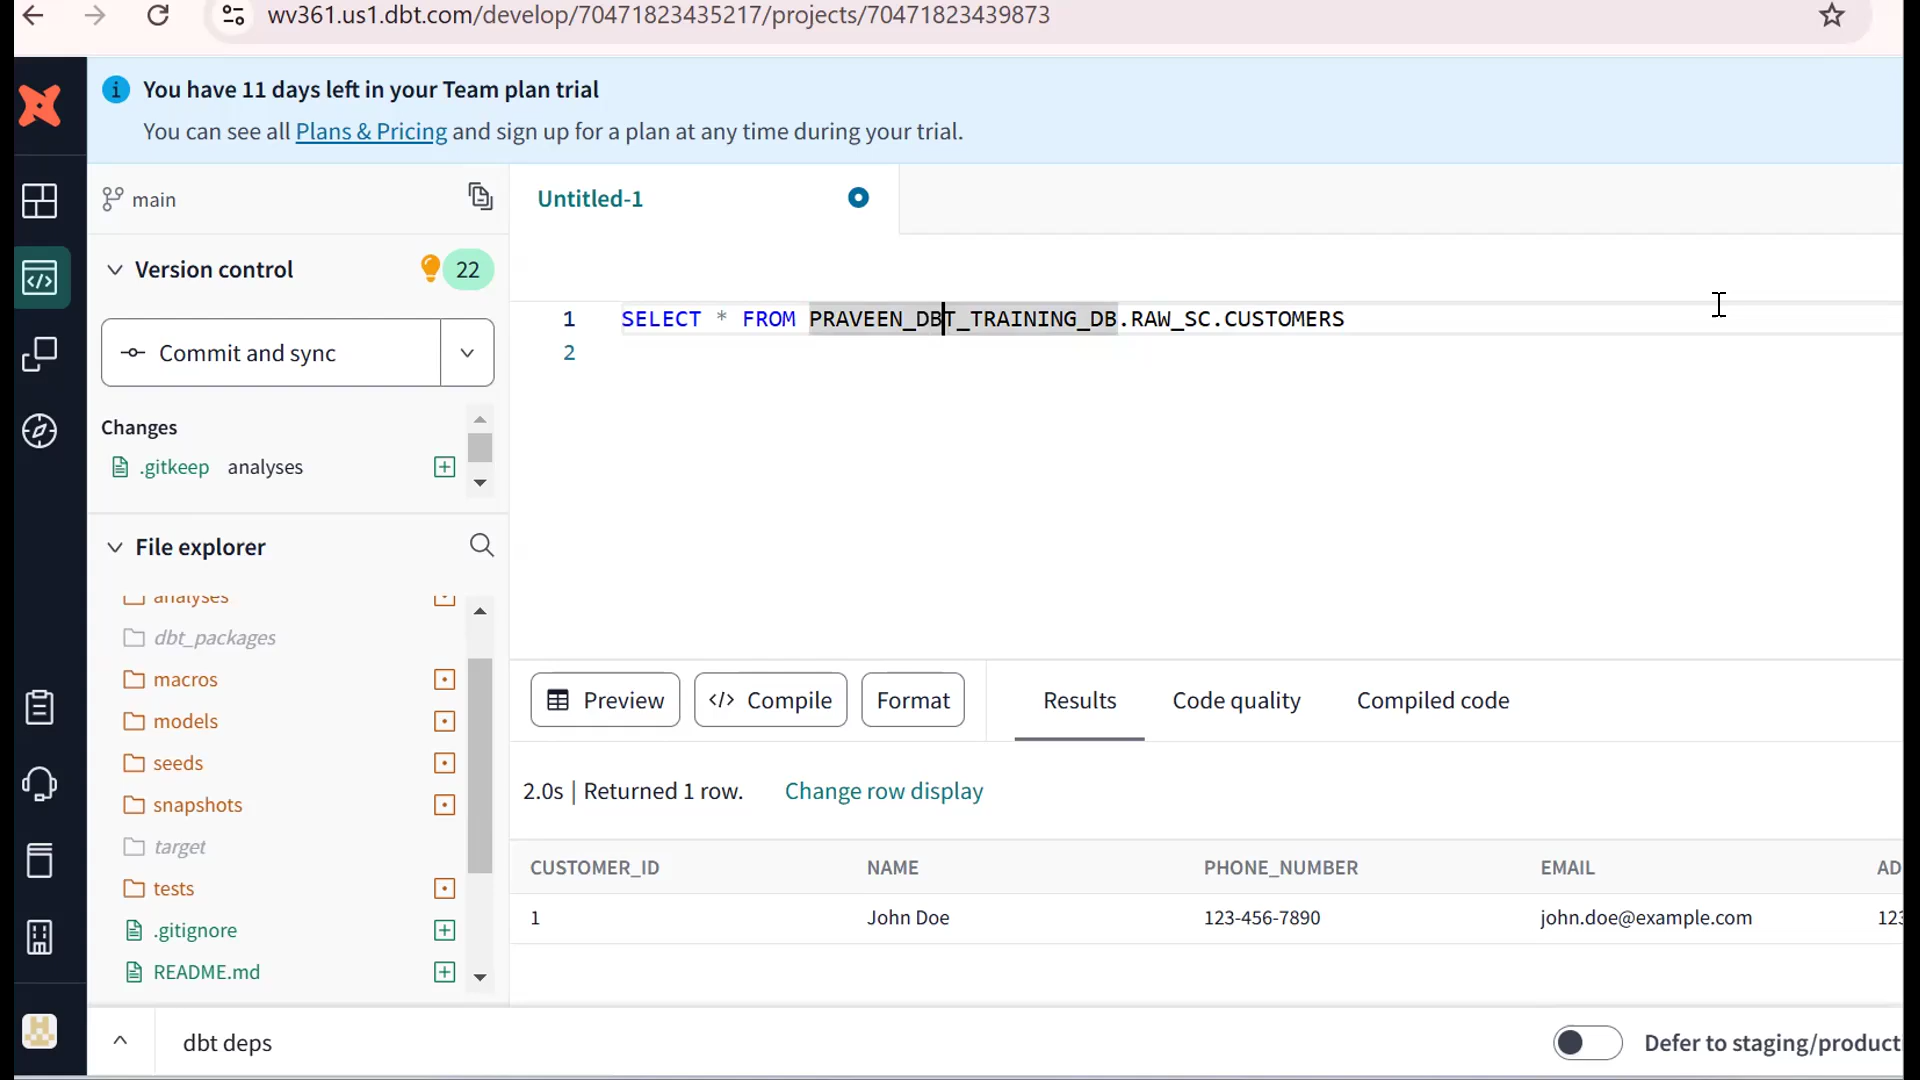 wv361.us1.dbt.com/develop/70471823435217/projects/70471823439873
You have 11 days left in your Team plan trial
You can see all Plans & Pricing and sign up for a plan at any time during your trial.
main
Untitled-1
Version control
22
Commit and sync
Changes
.gitkeep analyses
File explorer
analyses
dbt_packages
macros
models
seeds
snapshots
target
tests
.gitignore
README.md
1 SELECT * FROM PRAVEEN_DBT_TRAINING_DB.RAW_SC.CUSTOMERS
2
Preview
</> Compile
Format
Results
Code quality
Compiled code
2.0s | Returned 1 row.
Change row display
CUSTOMER_ID NAME PHONE_NUMBER EMAIL AD
1 John Doe 123-456-7890 john.doe@example.com 123
dbt deps
Defer to staging/product